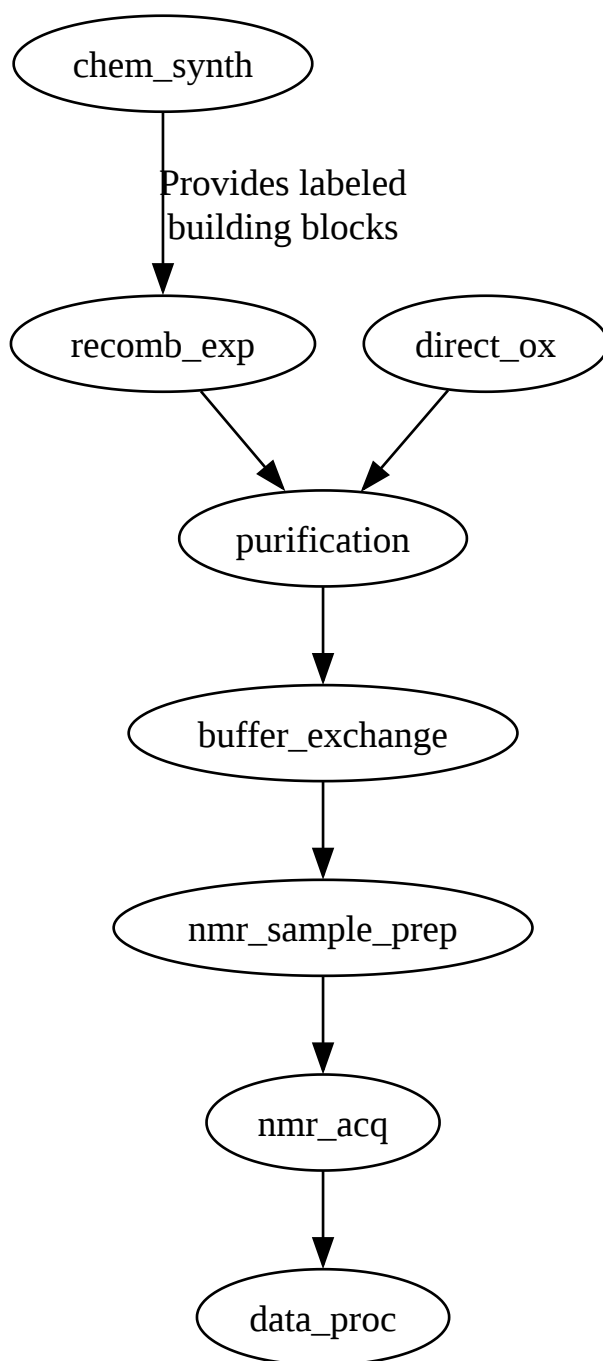 chem_synth
Provides labeled
building blocks
recomb_exp
direct_ox
purification
buffer_exchange
nmr_sample_prep
nmr_acq
data_proc